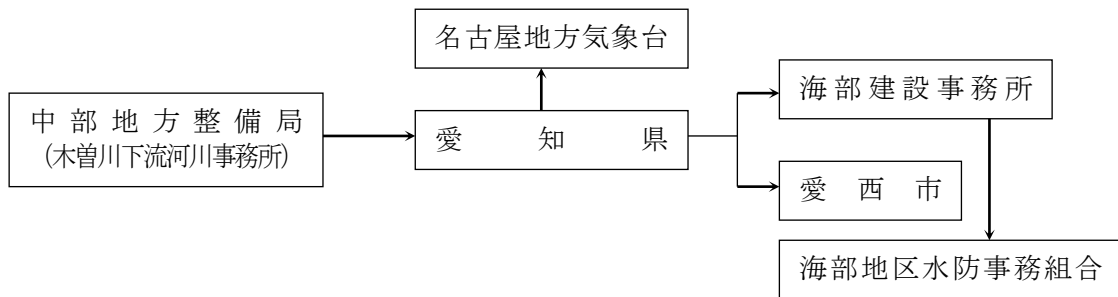 名古屋地方気象台
中部地方整備局
(木曽川下流河川事務所)
愛知県
海部建設事務所
愛西市
海部地区水防事務組合